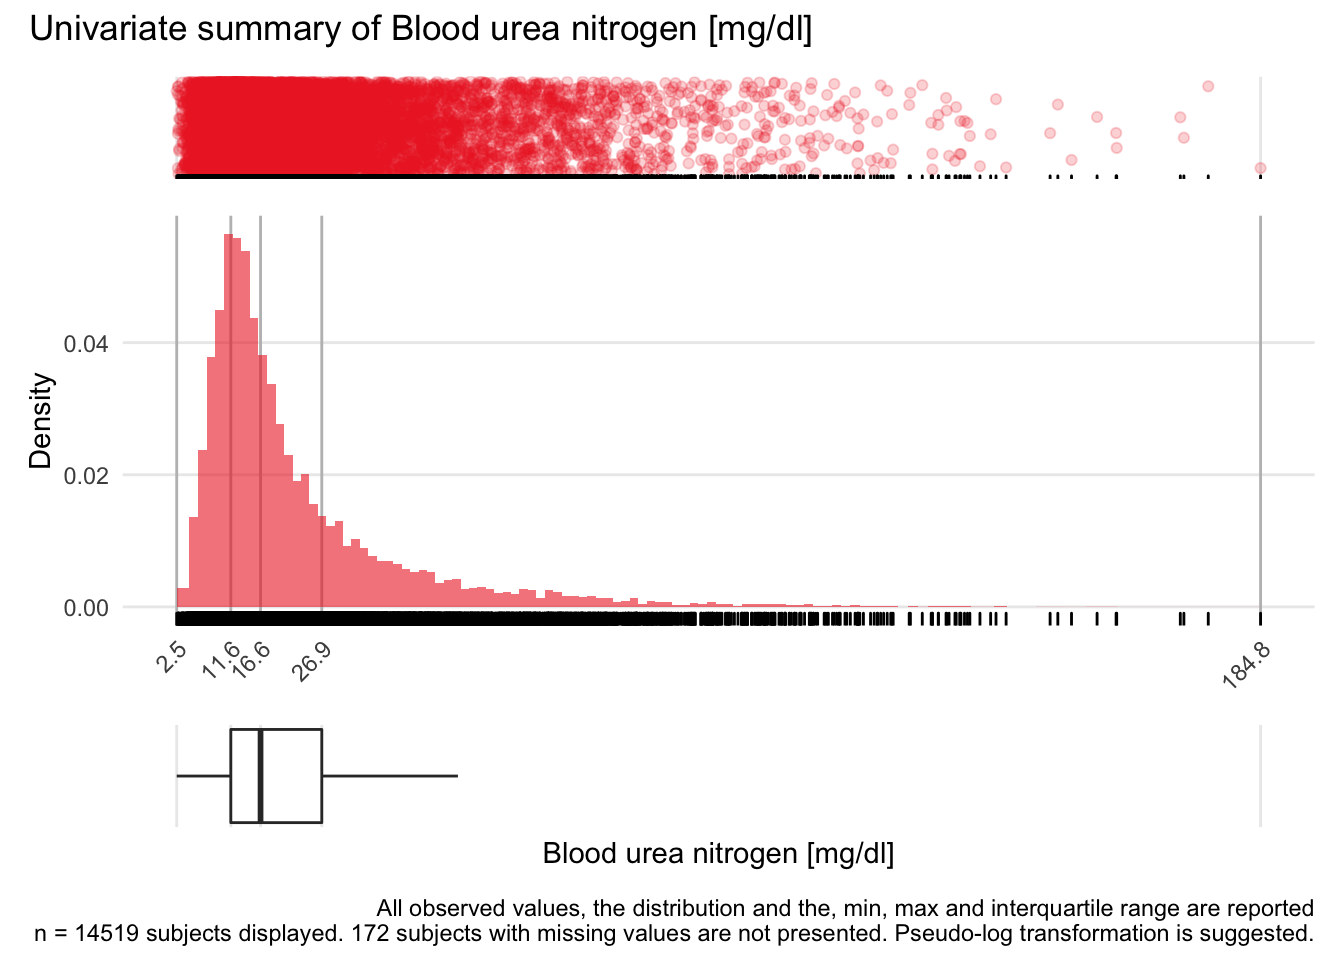 Univariate summary of Blood urea nitrogen [mg/dl]
Density
0.04
0.02
0.00
2.5
11.6
16.6
26.9
184.8
Blood urea nitrogen [mg/dl]
All observed values, the distribution and the, min, max and interquartile range are reported
n = 14519 subjects displayed. 172 subjects with missing values are not presented. Pseudo-log transformation is suggested.